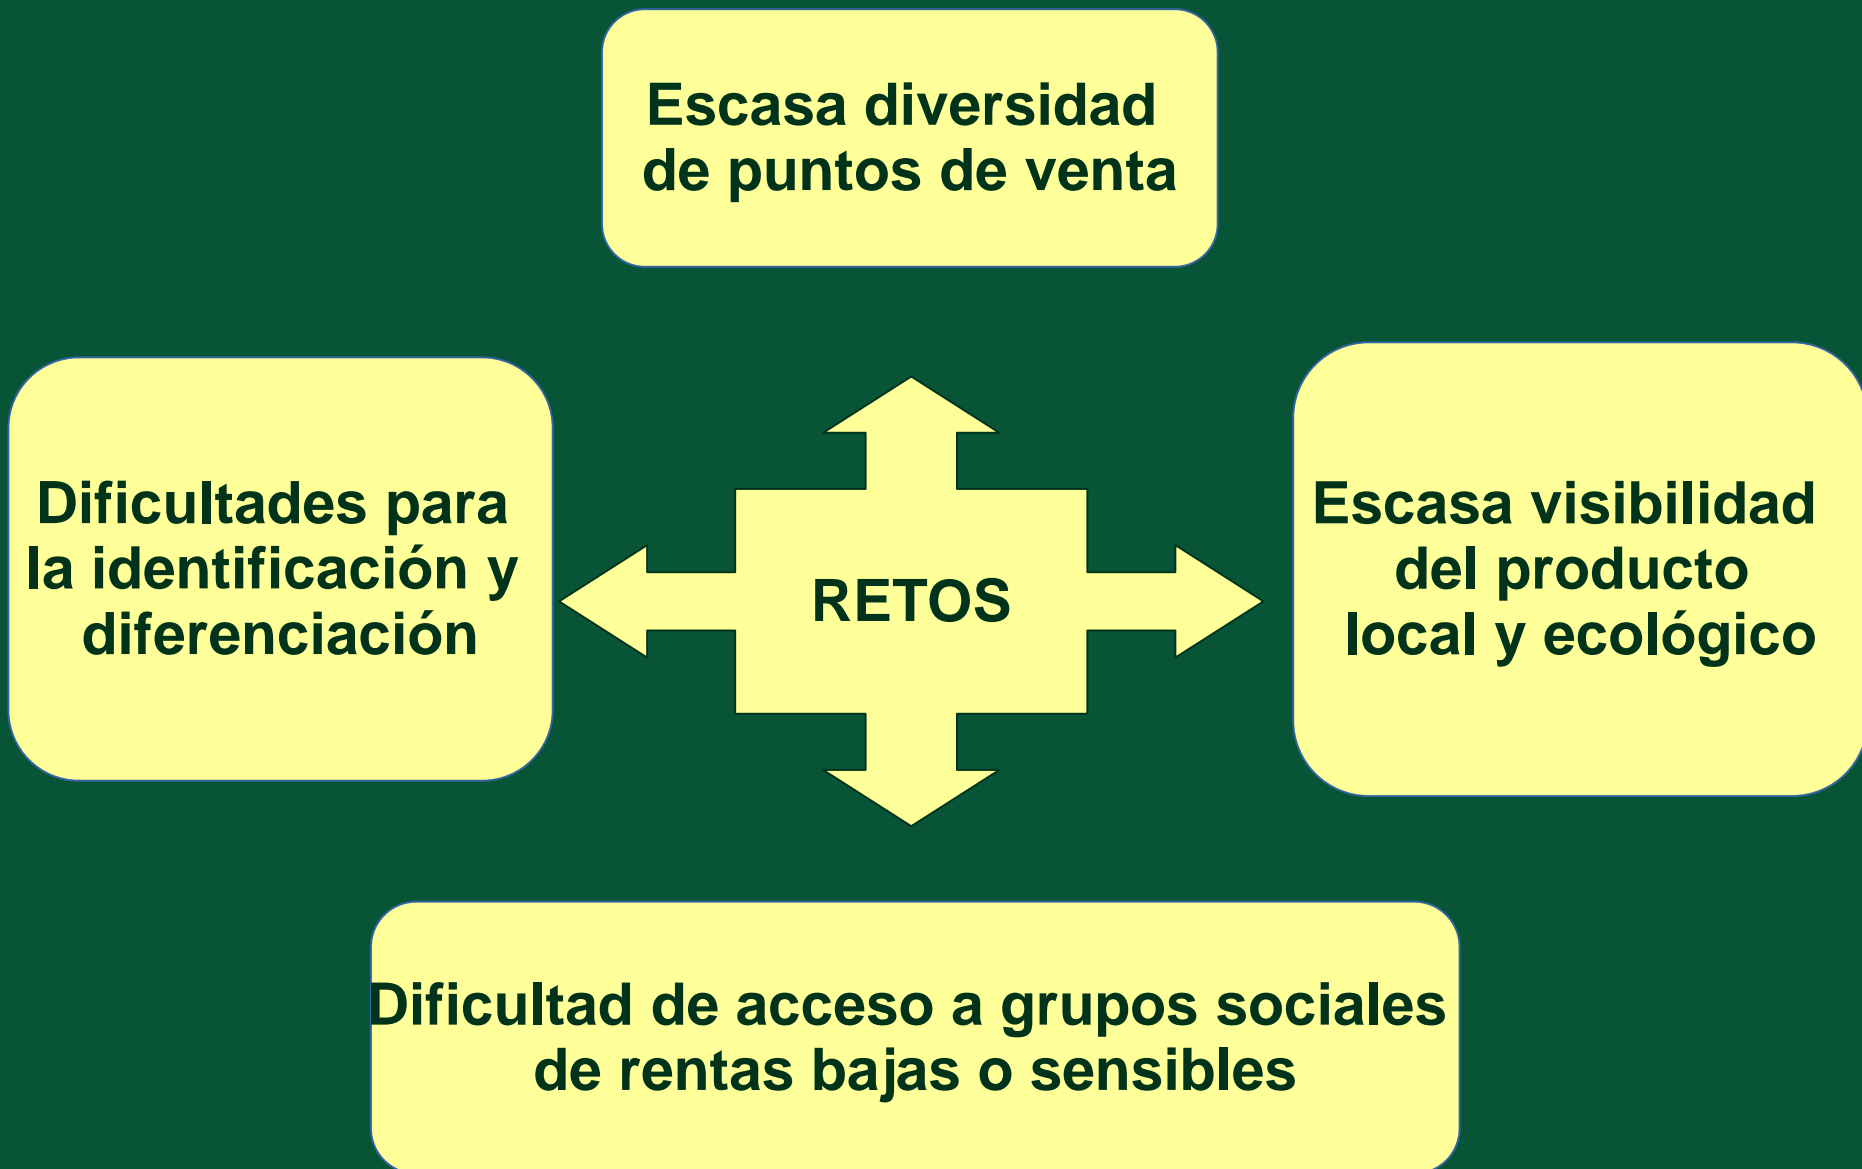 Escasa diversidad
de puntos de venta
Dificultades para
la identificación y
diferenciación
RETOS
Escasa visibilidad
del producto
local y ecológico
Dificultad de acceso a grupos sociales
de rentas bajas o sensibles